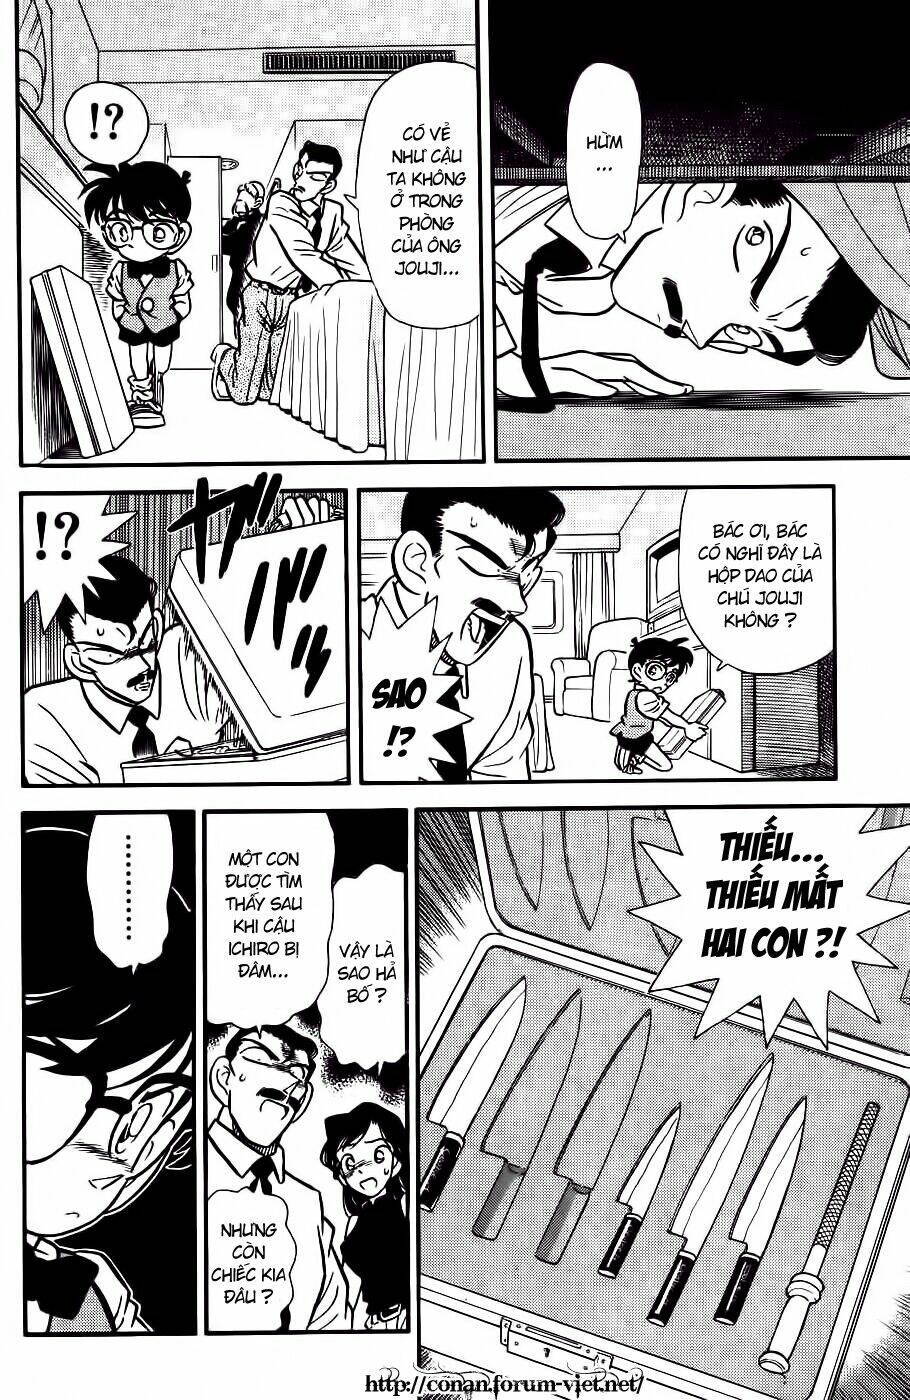 HỪM
...
CÓ VẺ
NHƯ CẬU
TA KHÔNG
Ở TRONG
PHÒNG
CỦA ÔNG
JOUJI...
!?
BÁC ƠI, BÁC
CÓ NGHĨ ĐÂY LÀ
HỘP DAO CỦA
CHÚ JOUJI
KHÔNG ?
SAO
!?
!?
THIẾU...
THIẾU MẤT
HAI CON ?!
VẬY LÀ
SAO HẢ
BỐ ?
MỘT CON
ĐƯỢC TÌM
THẤY SAU
KHI CẬU
ICHIRO BỊ
ĐÂM...
NHƯNG
CÒN
CHIẾC KIA
ĐÂU ?
..........
http://conan.forum-viet.net/